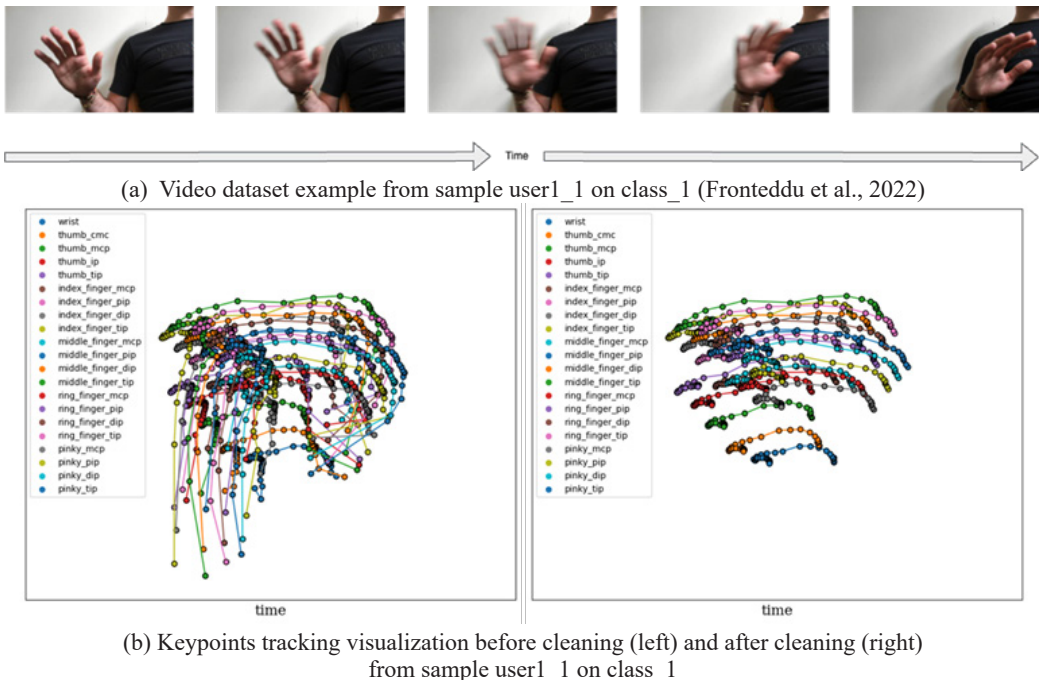 Time
(a) Video dataset example from sample user1_1 on class_1 (Fronteddu et al., 2022)
wrist
thumb_cmc
thumb_mcp
thumb_ip
thumb_tip
index_finger_mcp
index_finger_pip
index_finger_dip
index_finger_tip
middle_finger_mcp
middle_finger_pip
middle_finger_dip
middle_finger_tip
ring_finger_mcp
ring_finger_pip
ring_finger_dip
ring_finger_tip
pinky_mcp
pinky_pip
pinky_dip
pinky_tip
time
wrist
thumb_cmc
thumb_mcp
thumb_ip
thumb_tip
index_finger_mcp
index_finger_pip
index_finger_dip
index_finger_tip
middle_finger_mcp
middle_finger_pip
middle_finger_dip
middle_finger_tip
ring_finger_mcp
ring_finger_pip
ring_finger_dip
ring_finger_tip
pinky_mcp
pinky_pip
pinky_dip
pinky_tip
time
(b) Keypoints tracking visualization before cleaning (left) and after cleaning (right)
from sample user1_1 on class_1